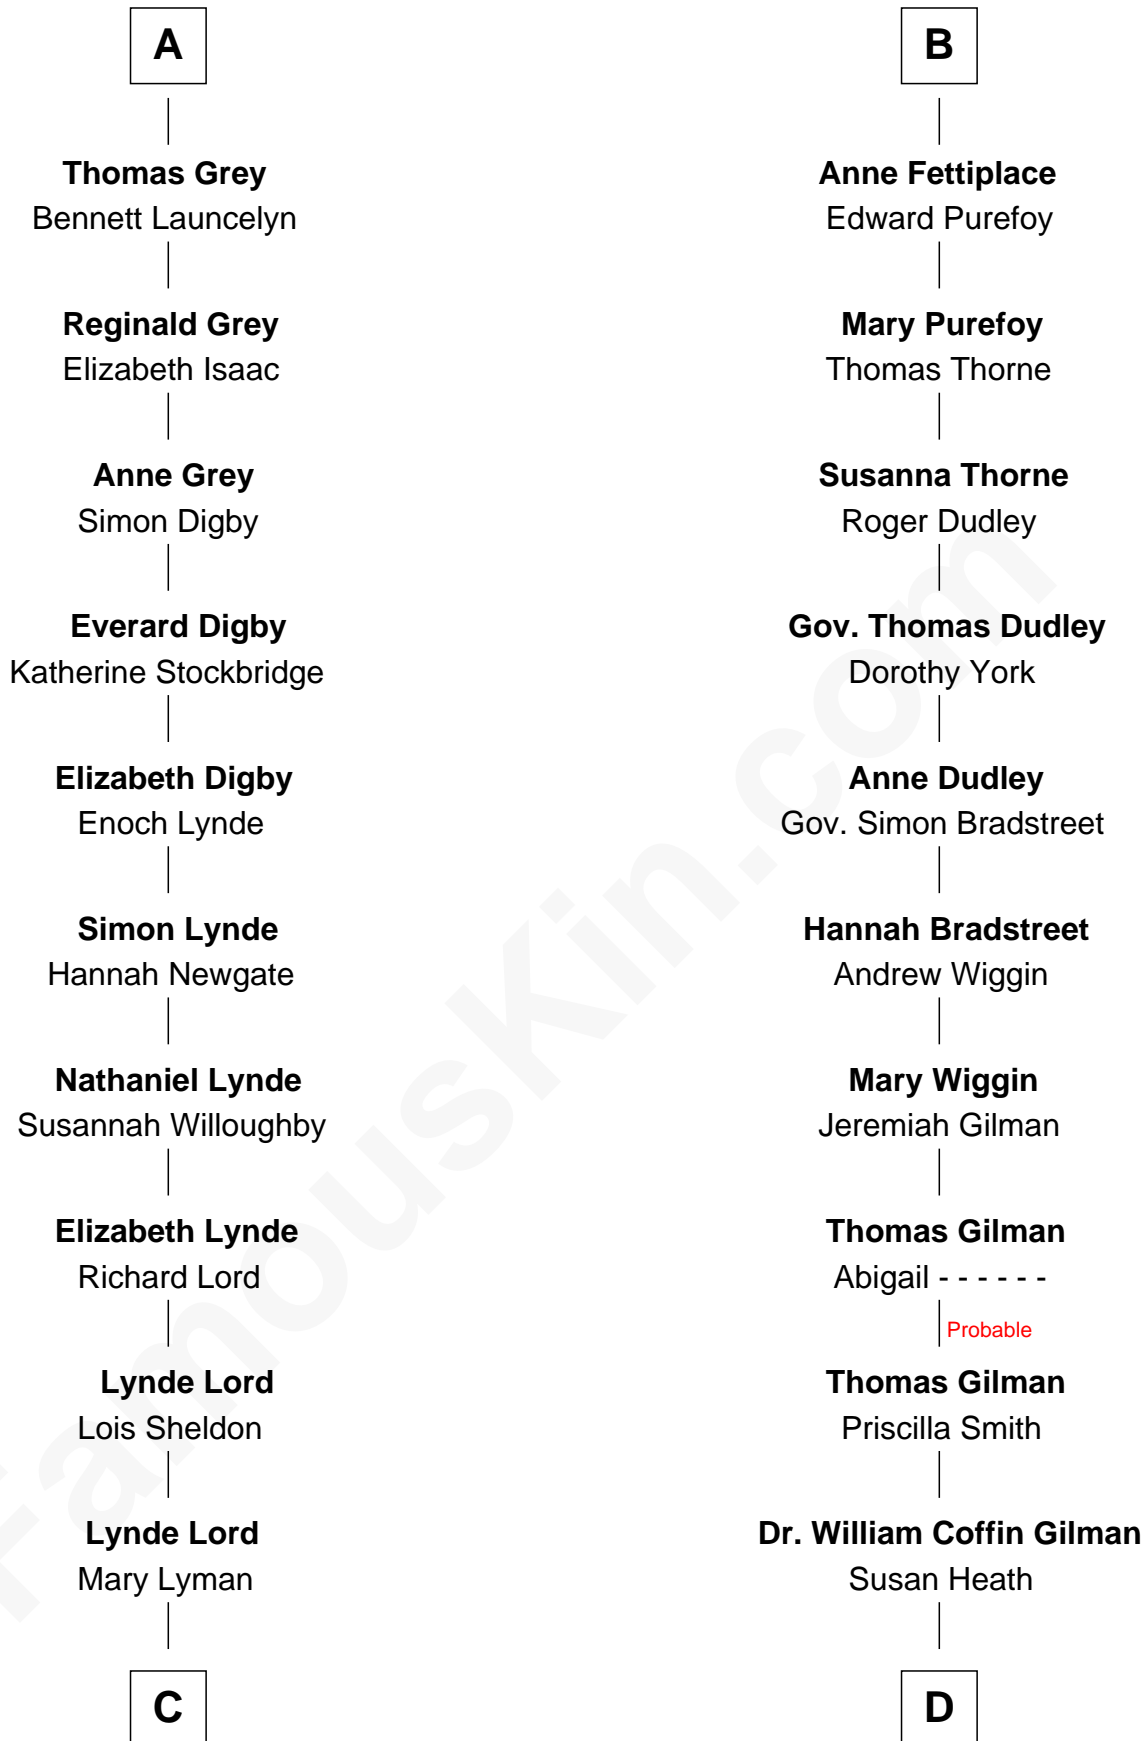 A
Thomas Grey
Bennett Launcelyn
Reginald Grey
Elizabeth Isaac
Anne Grey
Simon Digby
Everard Digby
Katherine Stockbridge
Elizabeth Digby
Enoch Lynde
Simon Lynde
Hannah Newgate
Nathaniel Lynde
Susannah Willoughby
Elizabeth Lynde
Richard Lord
Lynde Lord
Lois Sheldon
Lynde Lord
Mary Lyman
C
B
Anne Fettiplace
Edward Purefoy
Mary Purefoy
Thomas Thorne
Susanna Thorne
Roger Dudley
Gov. Thomas Dudley
Dorothy York
Anne Dudley
Gov. Simon Bradstreet
Hannah Bradstreet
Andrew Wiggin
Mary Wiggin
Jeremiah Gilman
Thomas Gilman
Abigail - - - - - -
Probable
Thomas Gilman
Priscilla Smith
Dr. William Coffin Gilman
Susan Heath
D
FamousKin.com